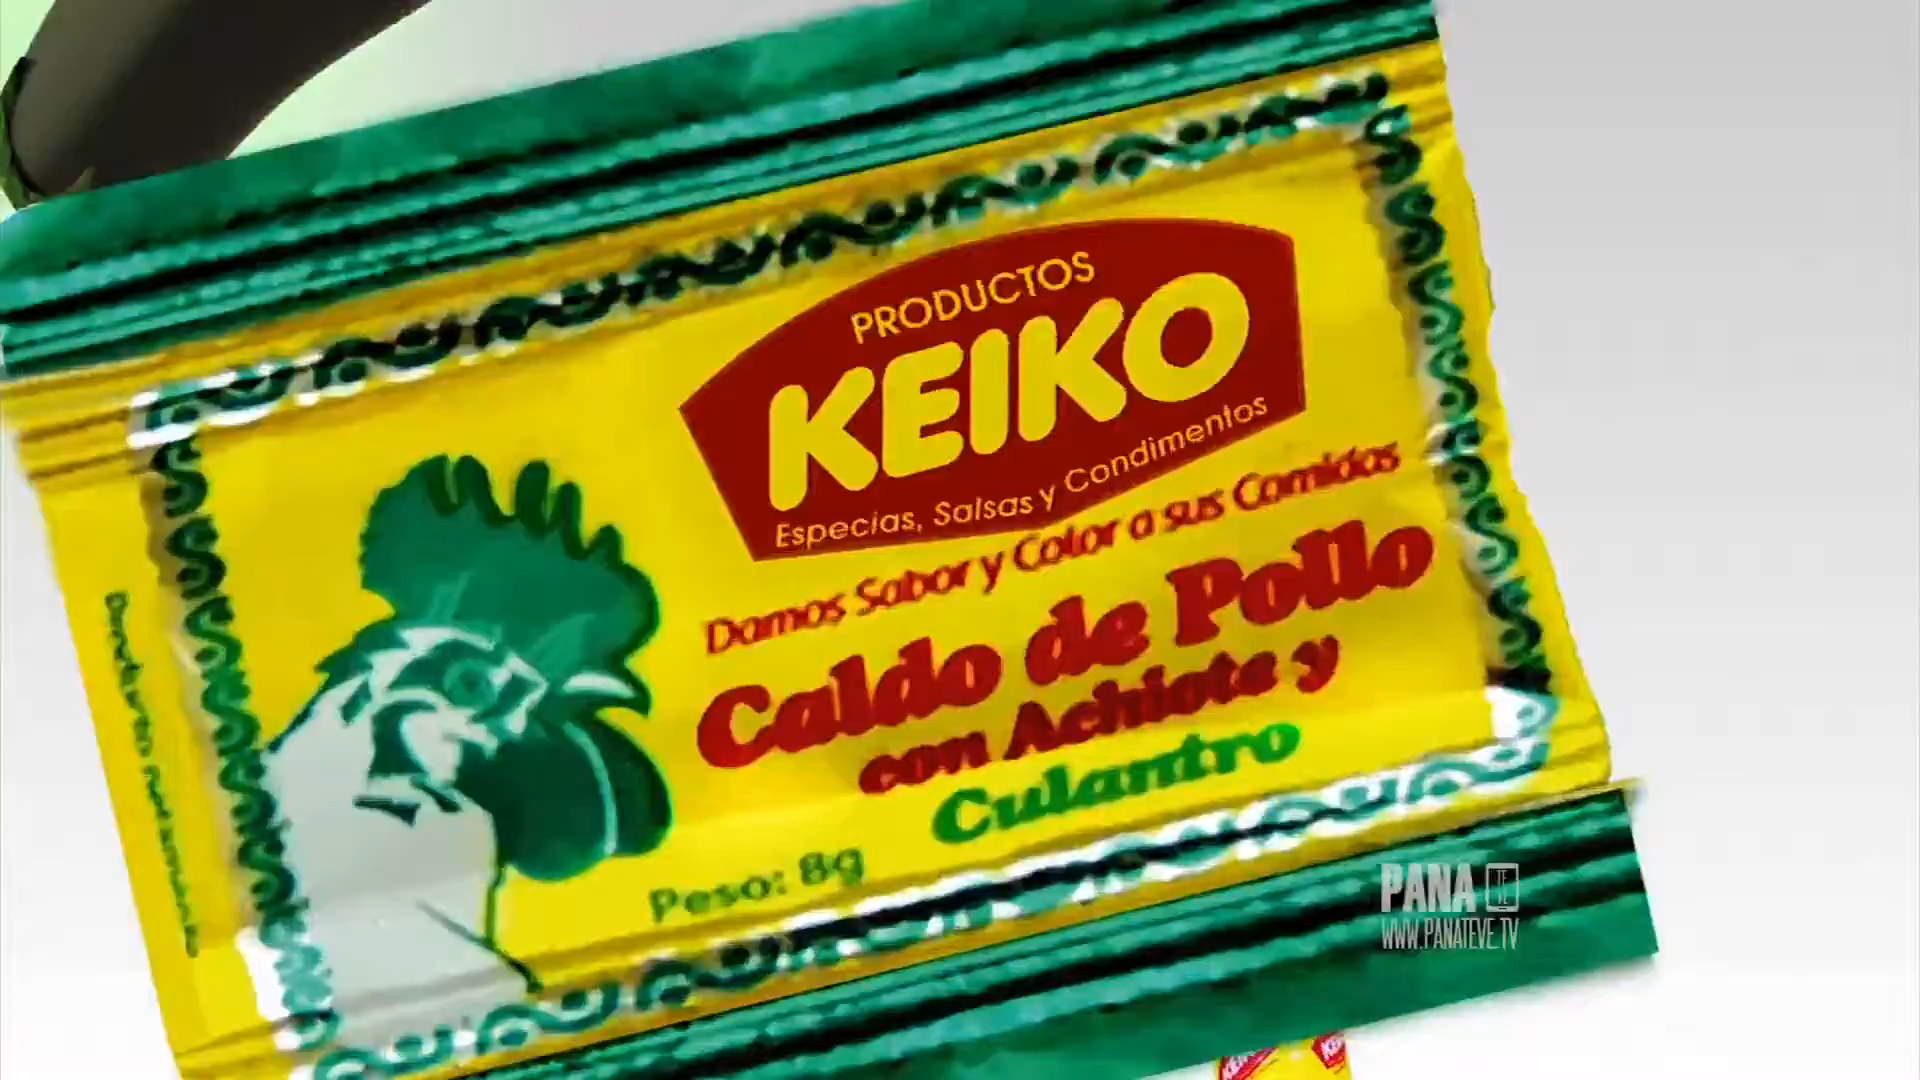 PRODUCTOS
KEIKO
Especias, Salsas y Condimentos
Damos Sabor y Color a sus Comidas
Caldo de Pollo
con Achiote y
Culantro
Peso: 8g
PANA TE
WWW.PANATEVE.TV